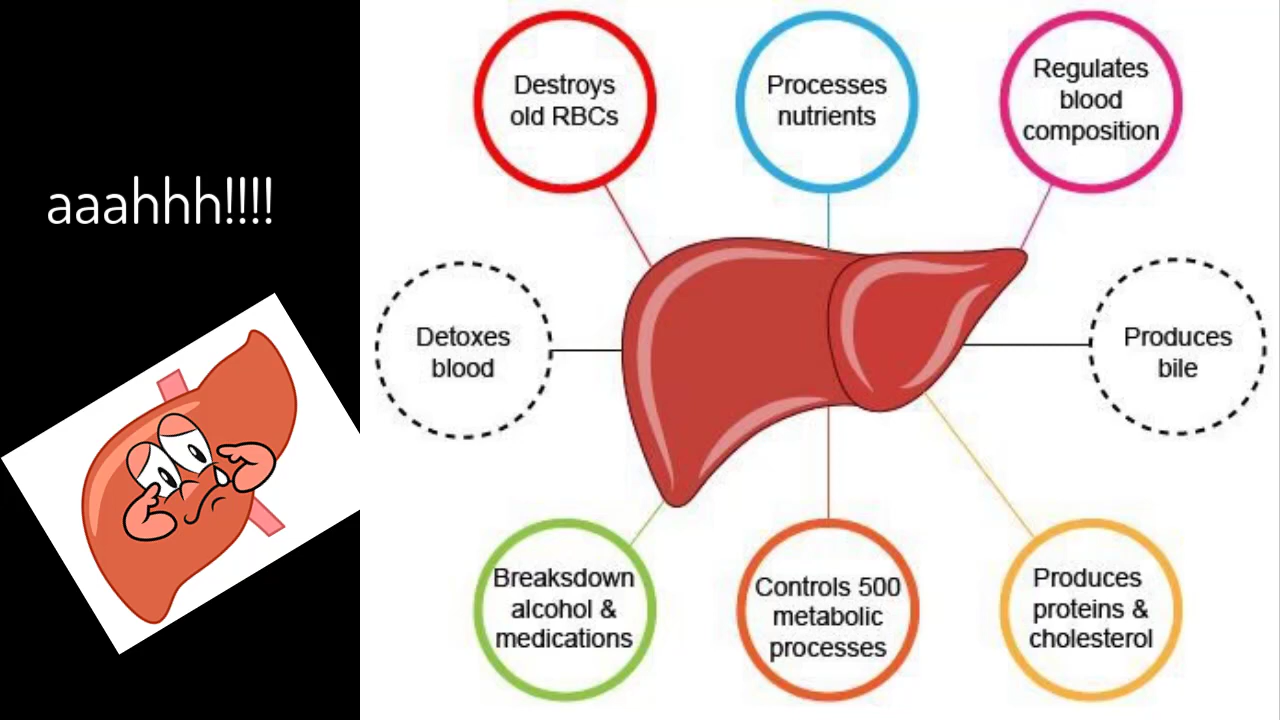 aaahhh!!!!
Destroys
old RBCs
Processes
nutrients
Regulates
blood
composition
Detoxes
blood
Produces
bile
Breaksdown
alcohol &
medications
Controls 500
metabolic
processes
Produces
proteins &
cholesterol